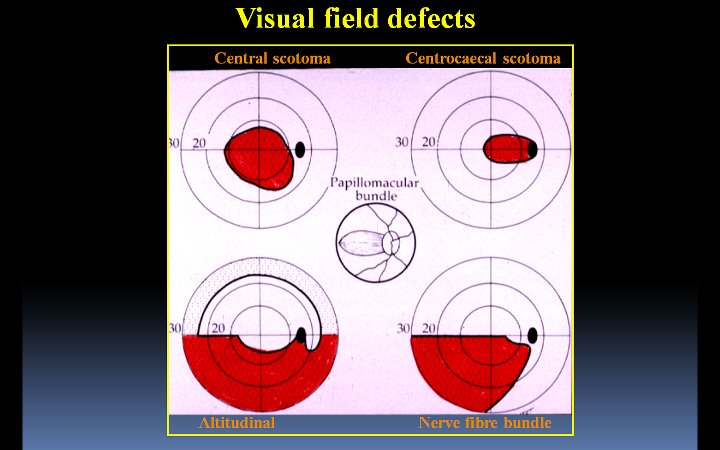 Visual field defects
Central scotoma
Centrocaecal scotoma
30 20
30 20
Papillomacular
bundle
30 20
30 20
Altitudinal
Nerve fibre bundle